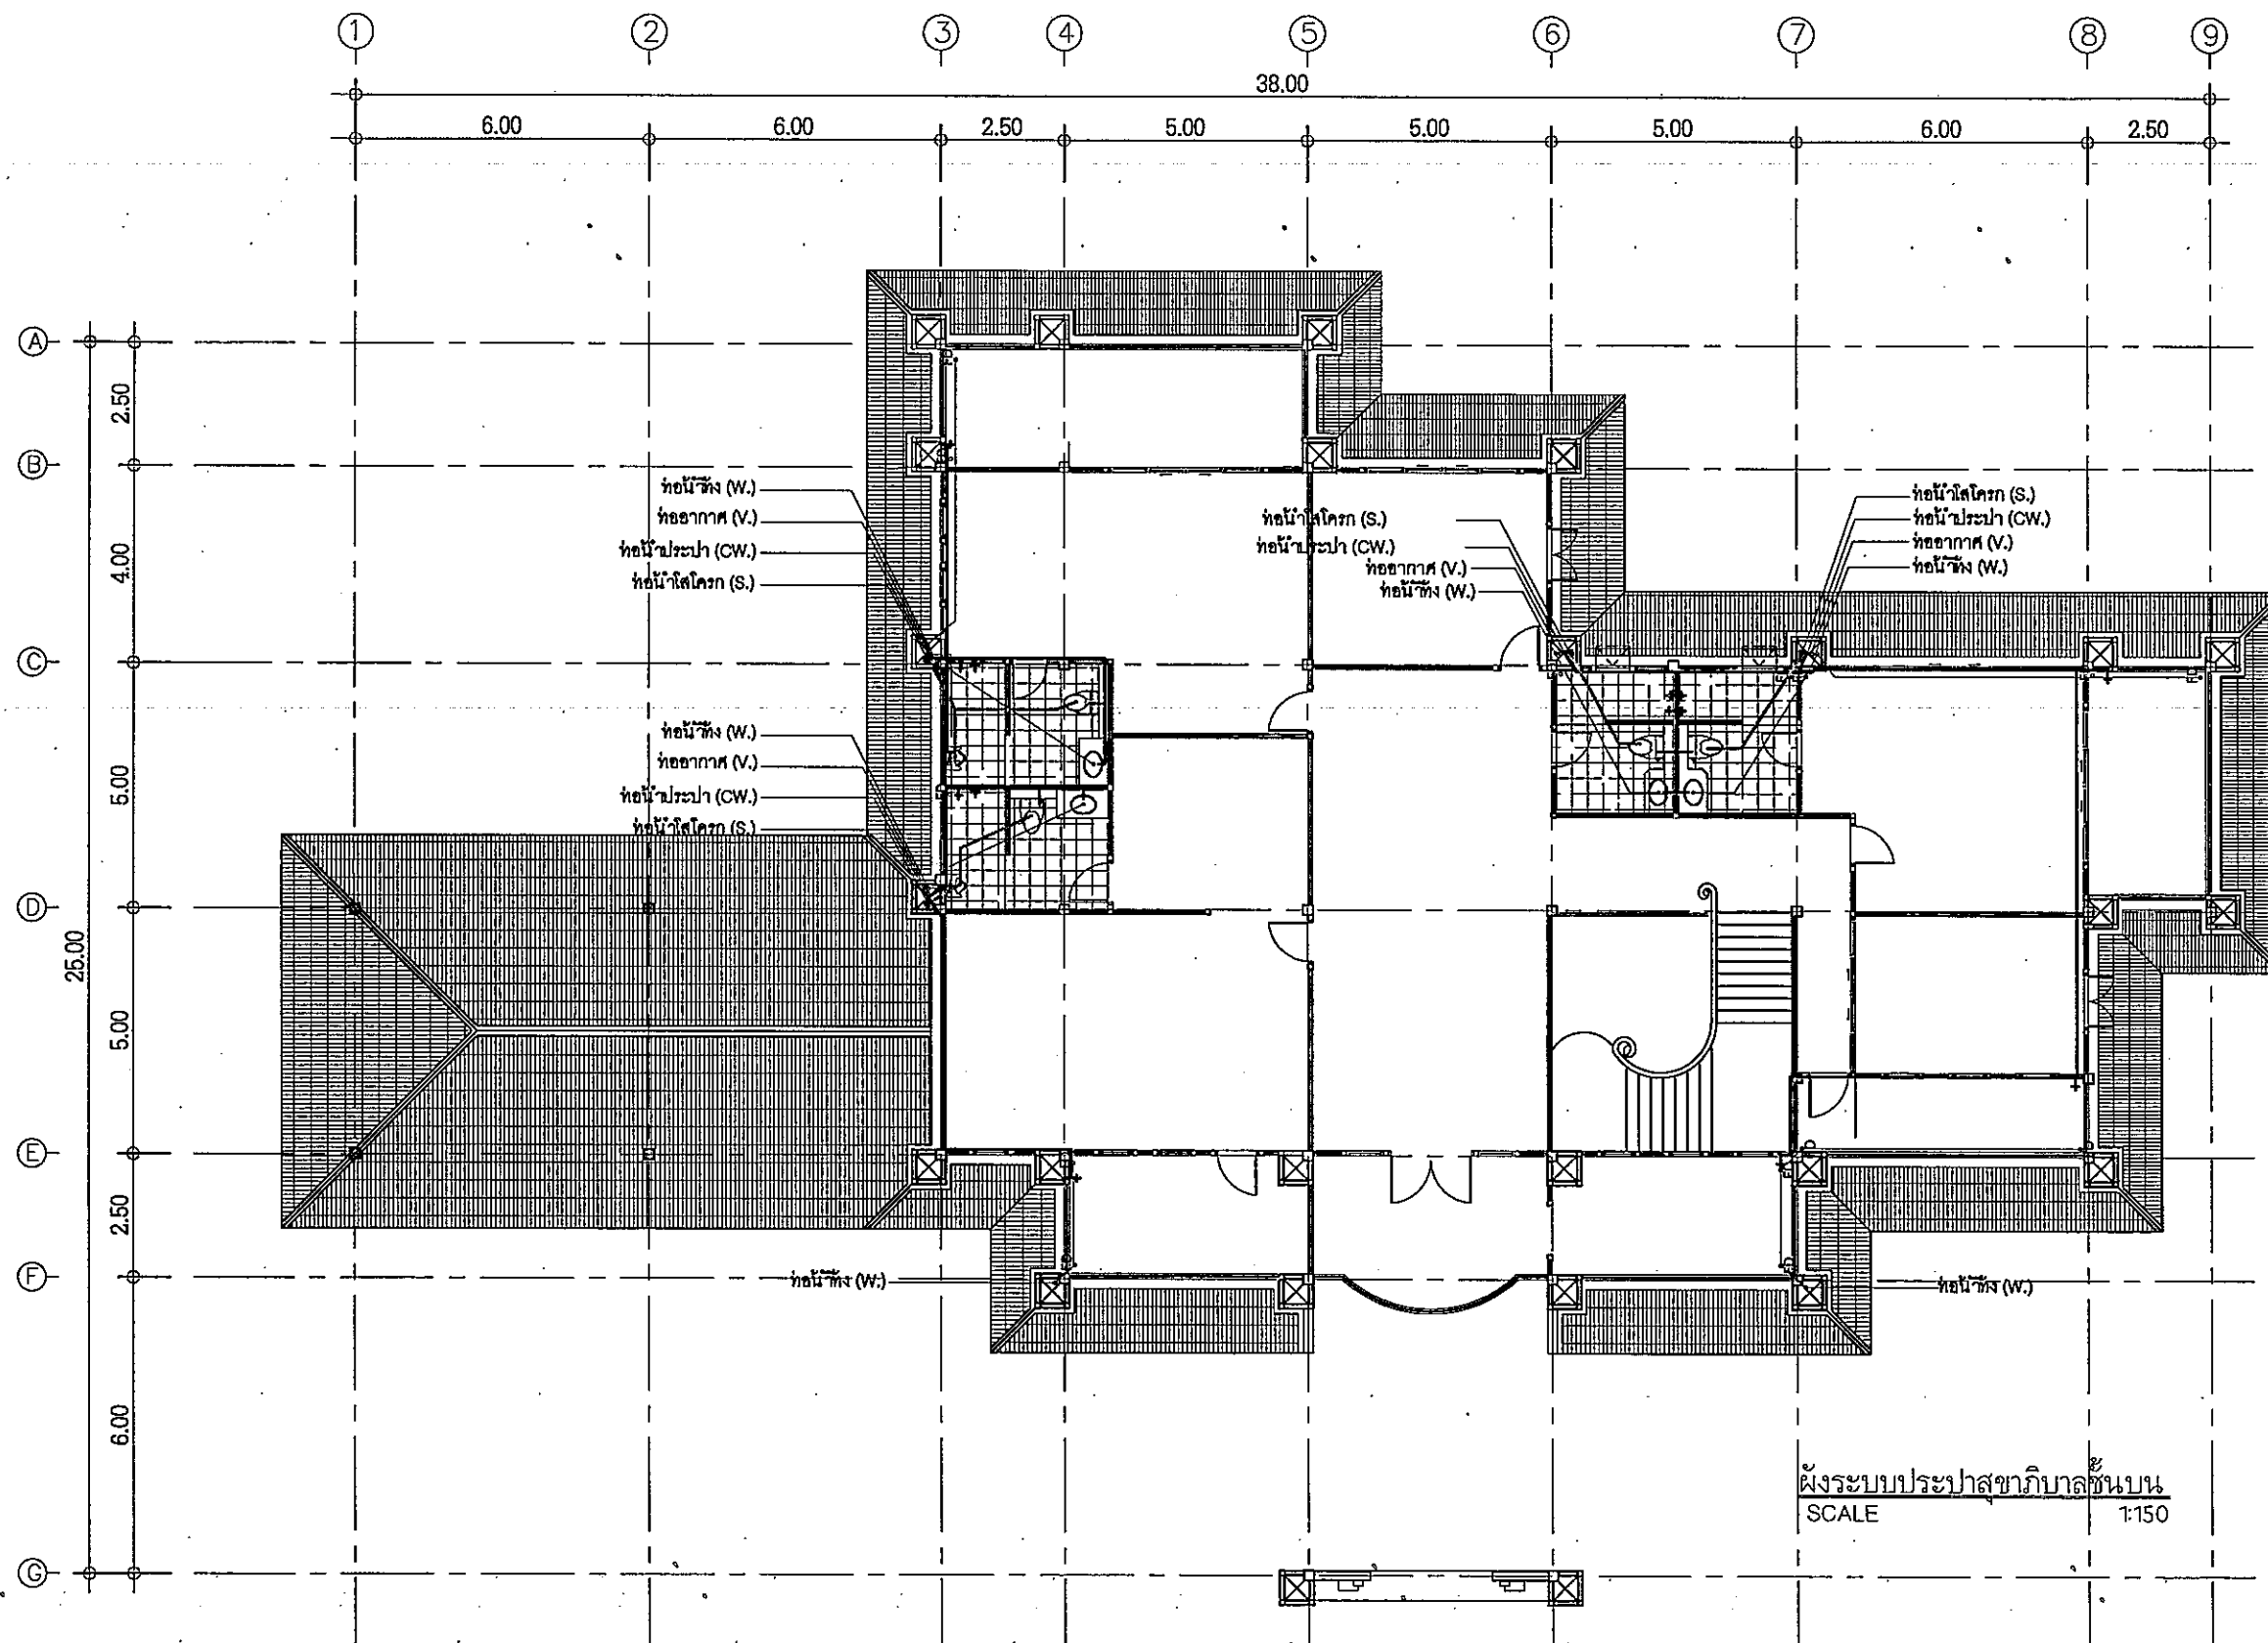 1 2 3 4 5 6 7 8 9
38.00
6.00 6.00 2.50 5.00 5.00 5.00 6.00 2.50
A
2.50
B
4.00
C
5.00
D
25.00
5.00
E
2.50
F
6.00
G
ท่อน้ำทิ้ง (W.)
ท่ออากาศ (V.)
ท่อน้ำประปา (CW.)
ท่อน้ำโสโครก (S.)
ท่อน้ำโสโครก (S.)
ท่อน้ำประปา (CW.)
ท่ออากาศ (V.)
ท่อน้ำทิ้ง (W.)
ท่อน้ำโสโครก (S.)
ท่อน้ำประปา (CW.)
ท่ออากาศ (V.)
ท่อน้ำทิ้ง (W.)
ท่อน้ำทิ้ง (W.)
ท่ออากาศ (V.)
ท่อน้ำประปา (CW.)
ท่อน้ำโสโครก (S.)
ท่อน้ำทิ้ง (W.)
ท่อน้ำทิ้ง (W.)
ผังระบบประปาสุขาภิบาลชั้นบน
SCALE 1:150